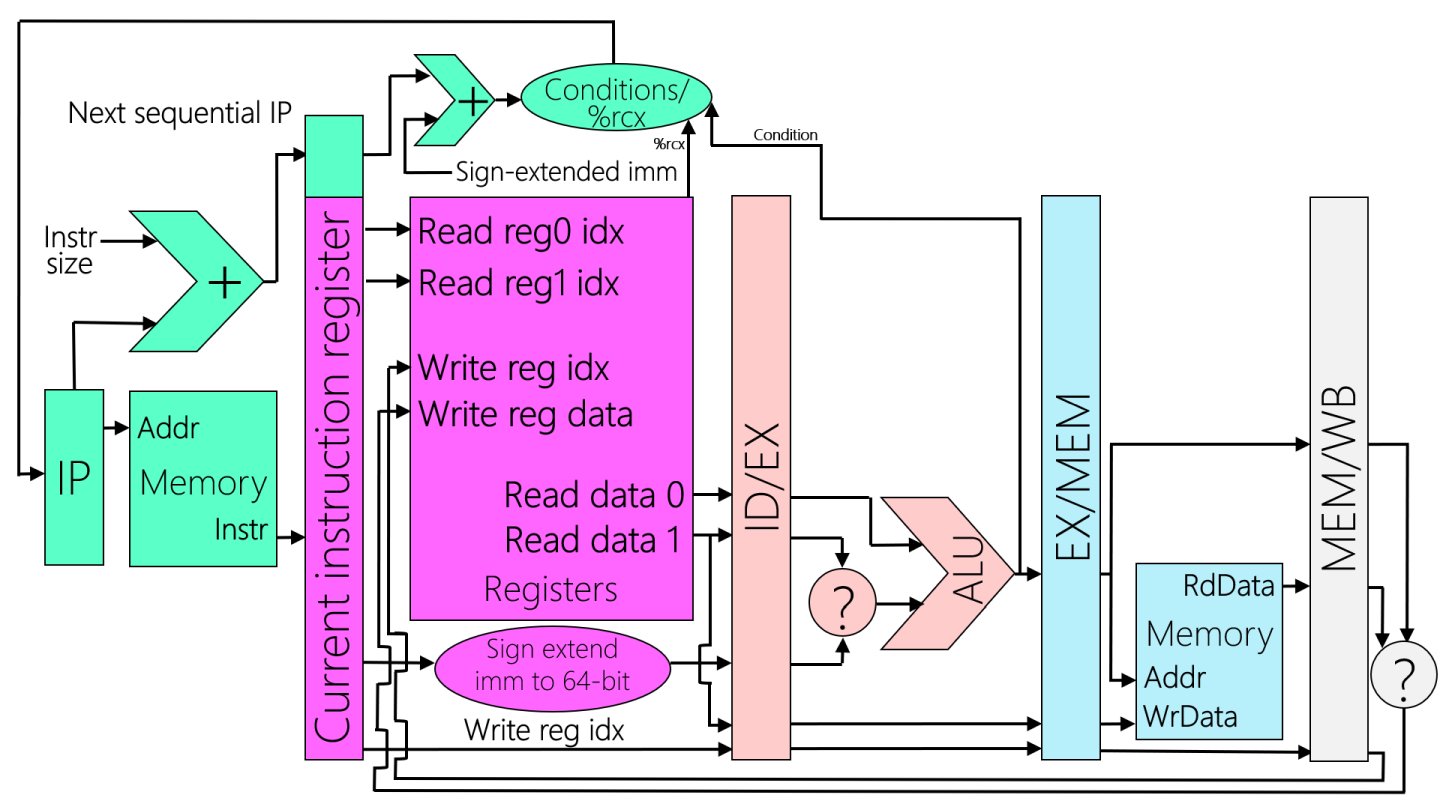 Conditions/
%rcx
Next sequential IP
+
%rcx
Condition
Sign-extended imm
Instr
size
+
Current instruction register
Read reg0 idx
Read reg1 idx
Write reg idx
Write reg data
Read data 0
Read data 1
Registers
IP
Addr
Memory
Instr
Sign extend
imm to 64-bit
Write reg idx
ID/EX
?
ALU
EX/MEM
RdData
Memory
Addr
WrData
MEM/WB
?